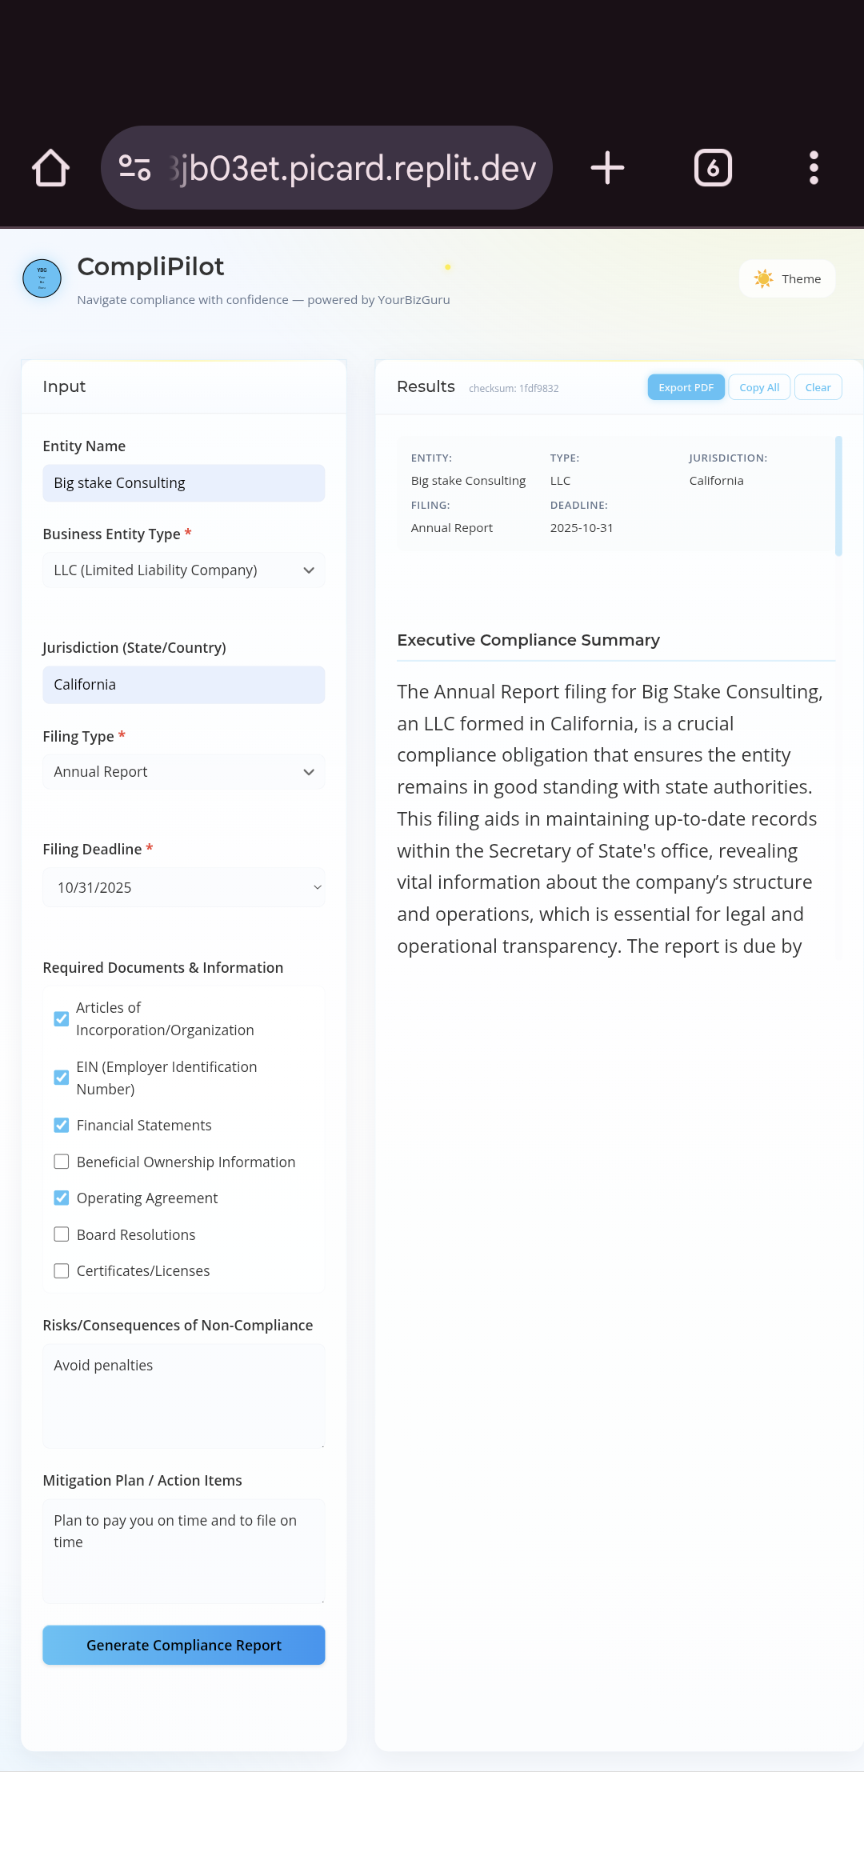 jb03et.picard.replit.dev
6
YBG
CompliPilot
Navigate compliance with confidence — powered by YourBizGuru
Theme
Input
Entity Name
Big stake Consulting
Business Entity Type *
LLC (Limited Liability Company)
Jurisdiction (State/Country)
California
Filing Type *
Annual Report
Filing Deadline *
10/31/2025
Required Documents & Information
Articles of
Incorporation/Organization
EIN (Employer Identification
Number)
Financial Statements
Beneficial Ownership Information
Operating Agreement
Board Resolutions
Certificates/Licenses
Risks/Consequences of Non-Compliance
Avoid penalties
Mitigation Plan / Action Items
Plan to pay you on time and to file on
time
Generate Compliance Report
Results checksum: 1fdf9832 Export PDF Copy All Clear
ENTITY: TYPE: JURISDICTION:
Big stake Consulting LLC California
FILING: DEADLINE:
Annual Report 2025-10-31
Executive Compliance Summary
The Annual Report filing for Big Stake Consulting,
an LLC formed in California, is a crucial
compliance obligation that ensures the entity
remains in good standing with state authorities.
This filing aids in maintaining up-to-date records
within the Secretary of State's office, revealing
vital information about the company’s structure
and operations, which is essential for legal and
operational transparency. The report is due by